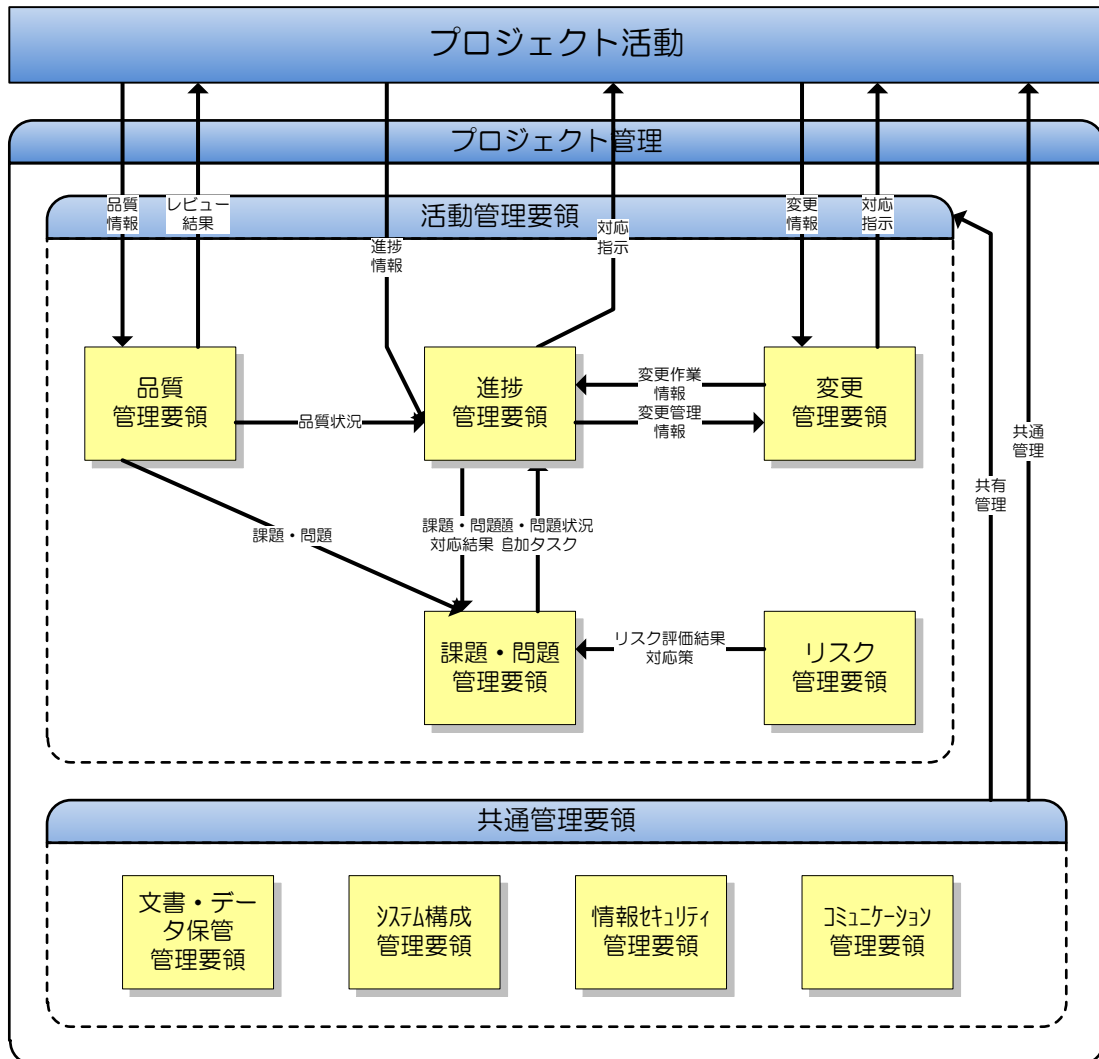 プロジェクト活動
プロジェクト管理
活動管理要領
品質
情報
レビュー
結果
進捗
情報
対応
指示
変更
情報
対応
指示
品質
管理要領
進捗
管理要領
変更
管理要領
品質状況
変更作業
情報
変更管理
情報
共通
管理
共有
管理
課題・問題
課題・問題
対応結果
・問題状況
追加タスク
課題・問題
管理要領
リスク評価結果
対応策
リスク
管理要領
共通管理要領
文書・デー
タ保管
管理要領
システム構成
管理要領
情報セキュリティ
管理要領
コミュニケーション
管理要領